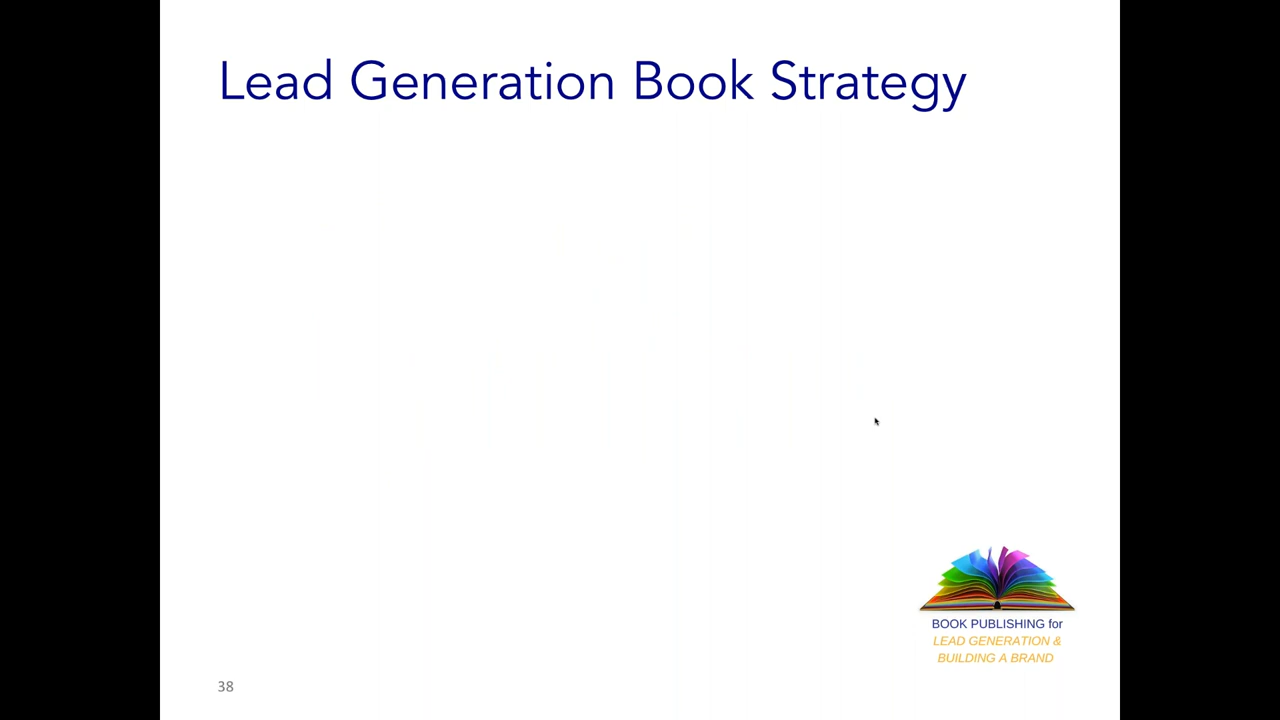 Lead Generation Book Strategy
BOOK PUBLISHING for
LEAD GENERATION &
BUILDING A BRAND
38